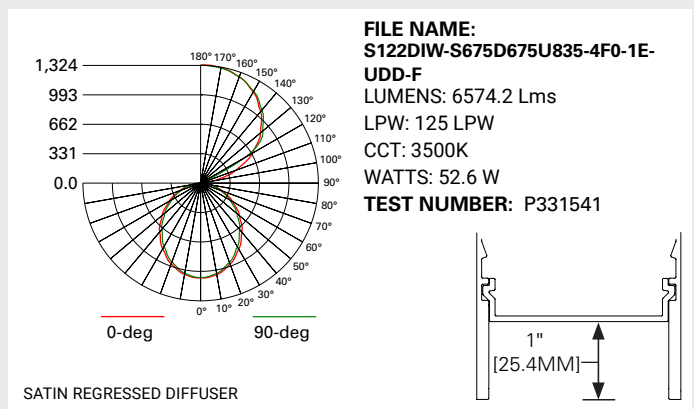 FILE NAME:
S122DIW-S675D675U835-4F0-1E-
UDD-F
LUMENS: 6574.2 Lms
LPW: 125 LPW
CCT: 3500K
WATTS: 52.6 W
TEST NUMBER: P331541
1,324
993
662
331
0.0
180°
170°
160°
150°
140°
130°
120°
110°
100°
90°
80°
70°
60°
50°
40°
30°
20°
10°
0°
0-deg
90-deg
1"
[25.4MM]
SATIN REGRESSED DIFFUSER